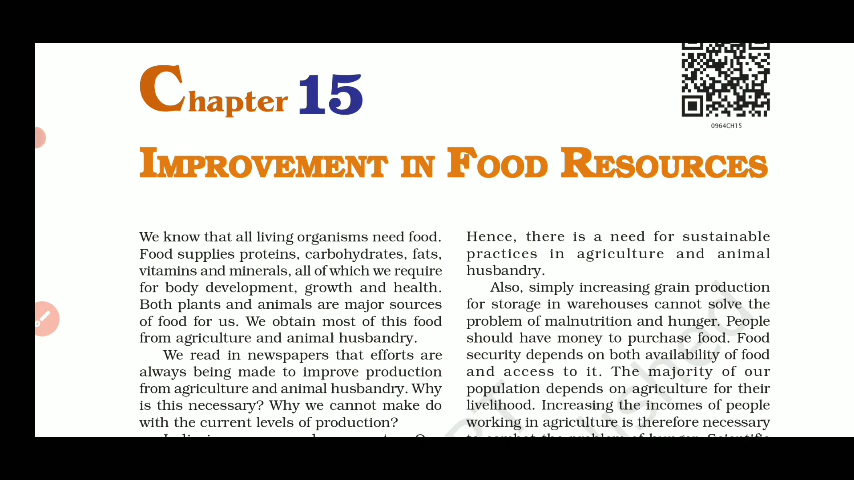 Chapter 15
0964CH15
IMPROVEMENT IN FOOD RESOURCES
We know that all living organisms need food.
Food supplies proteins, carbohydrates, fats,
vitamins and minerals, all of which we require
for body development, growth and health.
Both plants and animals are major sources
of food for us. We obtain most of this food
from agriculture and animal husbandry.
We read in newspapers that efforts are
always being made to improve production
from agriculture and animal husbandry. Why
is this necessary? Why we cannot make do
with the current levels of production?
Hence, there is a need for sustainable
practices in agriculture and animal
husbandry.
Also, simply increasing grain production
for storage in warehouses cannot solve the
problem of malnutrition and hunger. People
should have money to purchase food. Food
security depends on both availability of food
and access to it. The majority of our
population depends on agriculture for their
livelihood. Increasing the incomes of people
working in agriculture is therefore necessary
to combat the problem of hunger. Scientific